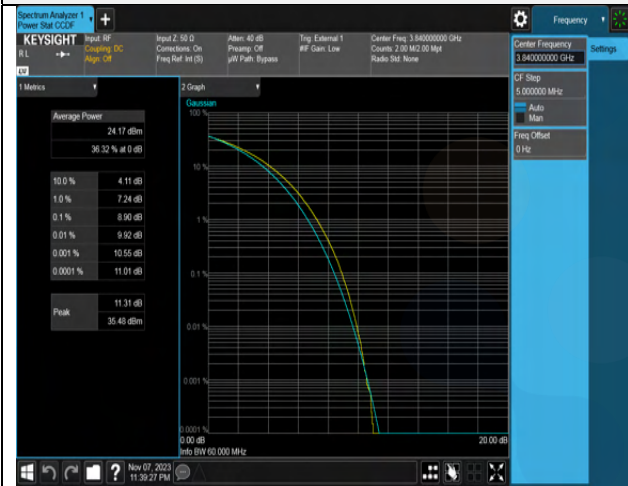 Spectrum Analyzer 1
Power Stat CCDF
Frequency
KEYSIGHT
Input: RF
Input Z: 50 Ω
Atten: 40 dB
Trig: External 1
Center Freq: 3.840000000 GHz
RL
Coupling: DC
Corrections: On
Preamp: Off
#IF Gain: Low
Counts: 2.00 M/2.00 Mpt
Align: Off
Freq Ref: Int (S)
µW Path: Bypass
Radio Std: None
Center Frequency
3.840000000 GHz
Settings
CF Step
5.000000 MHz
Auto
Man
Freq Offset
0 Hz
1 Metrics
2 Graph
Gaussian
Average Power
24.17 dBm
36.32 % at 0 dB
10.0 % 4.11 dB
1.0 % 7.24 dB
0.1 % 8.90 dB
0.01 % 9.92 dB
0.001 % 10.55 dB
0.0001 % 11.01 dB
Peak
11.31 dB
35.48 dBm
100 %
10 %
1 %
0.1 %
0.01 %
0.001 %
0.0001 %
0.00 dB
20.00 dB
Info BW 60.000 MHz
Nov 07, 2023
11:39:27 PM